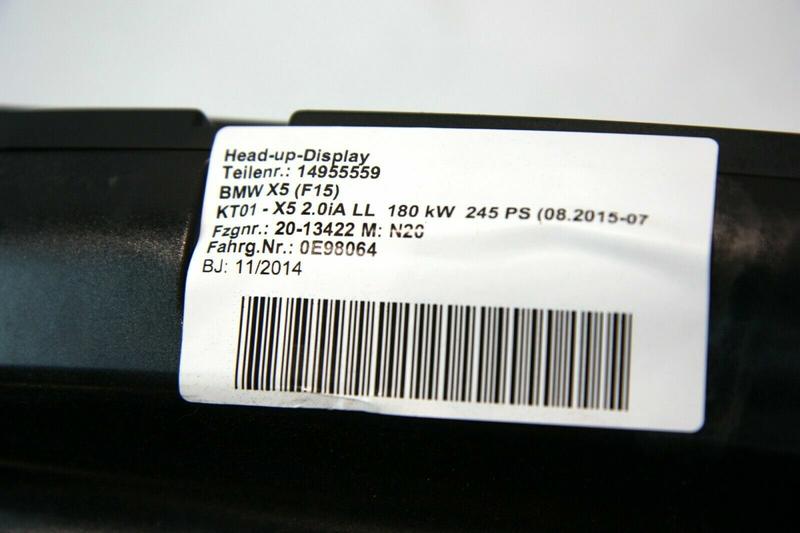 Head-up-Display
Teilenr.: 14955559
BMW X5 (F15)
KT01 - X5 2.0iA LL 180 kW 245 PS (08.2015-07
Fzgnr.: 20-13422 M: N20
Fahrg.Nr.: 0E98064
BJ: 11/2014